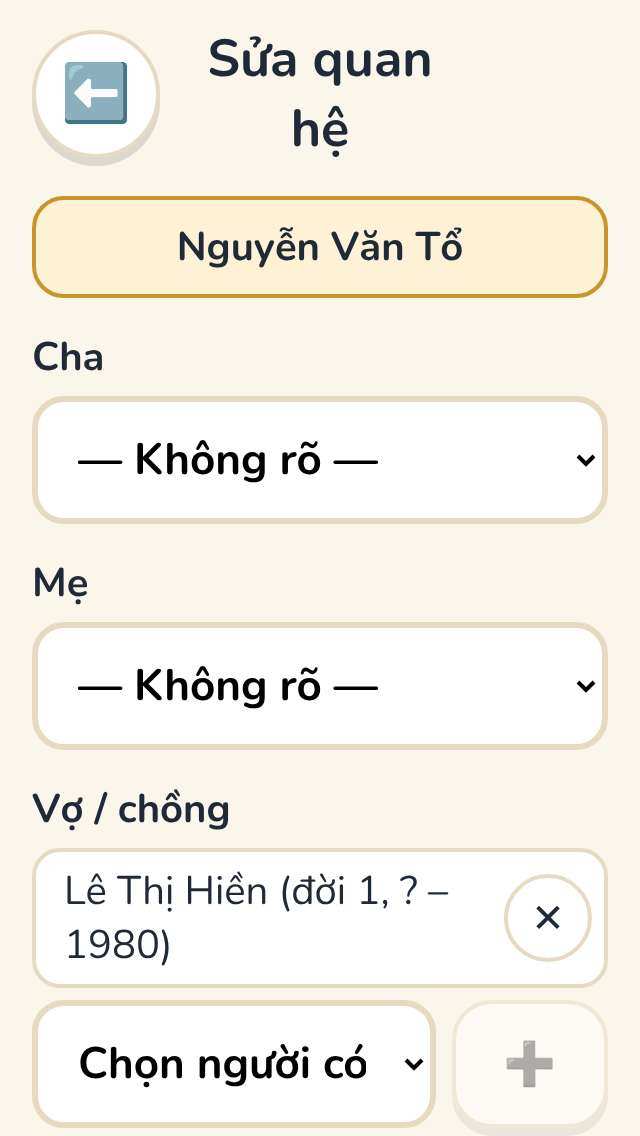 Sửa quan
hệ
Nguyễn Văn Tổ
Cha
— Không rõ —
Mẹ
— Không rõ —
Vợ / chồng
Lê Thị Hiền (đời 1, ? –
1980)
Chọn người có